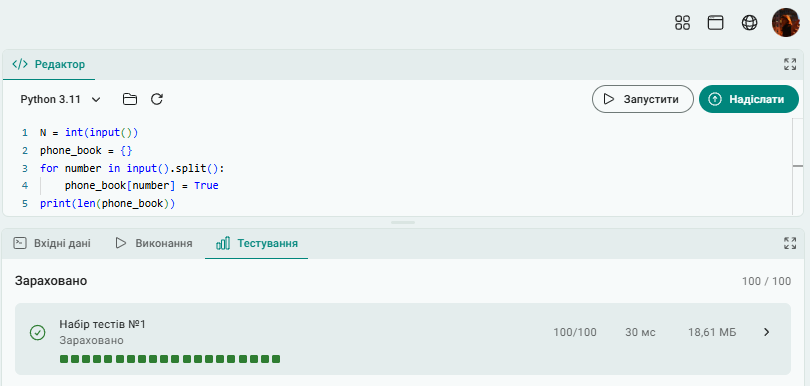 </> Редактор
Python 3.11
Запустити
Надіслати
1 N = int(input())
2 phone_book = {}
3 for number in input().split():
4     phone_book[number] = True
5 print(len(phone_book))
Вхідні дані
Виконання
Тестування
Зараховано
100 / 100
Набір тестів №1
Зараховано
100/100
30 мс
18,61 МБ